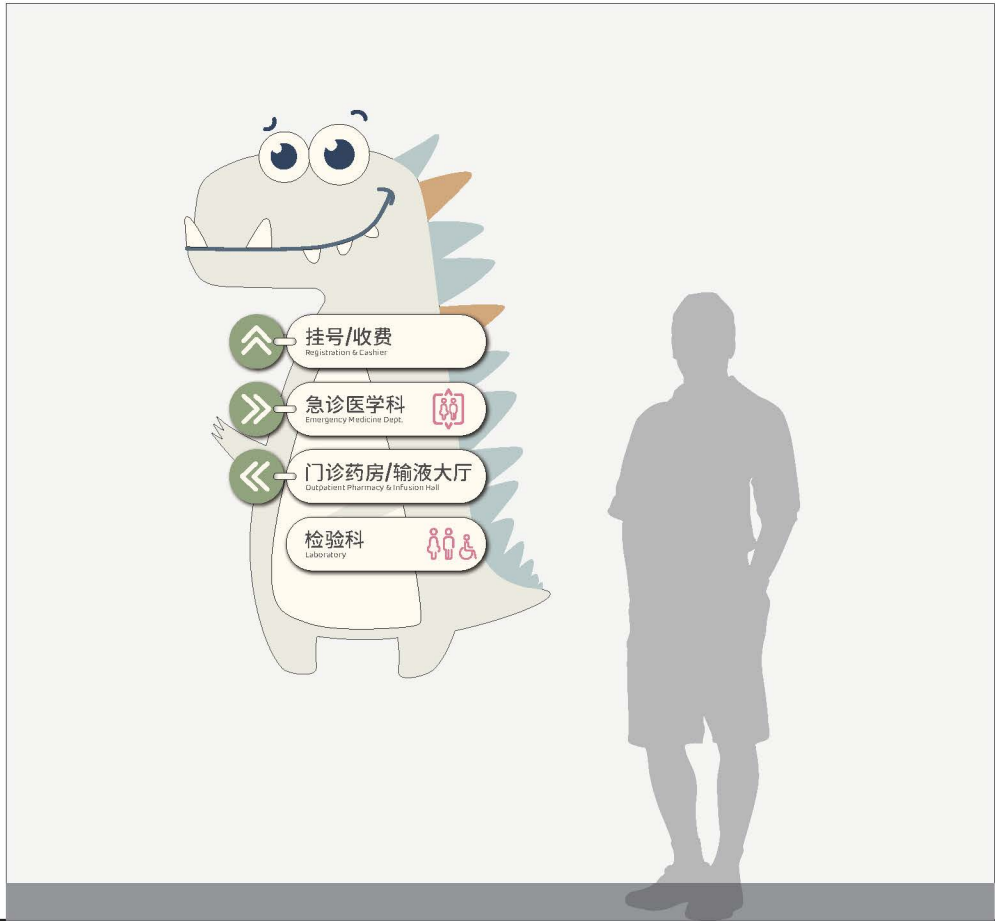 挂号/收费
Registration & Cashier
急诊医学科
Emergency Medicine Dept.
门诊药房/输液大厅
Outpatient Pharmacy & Infusion Hall
检验科
Laboratory